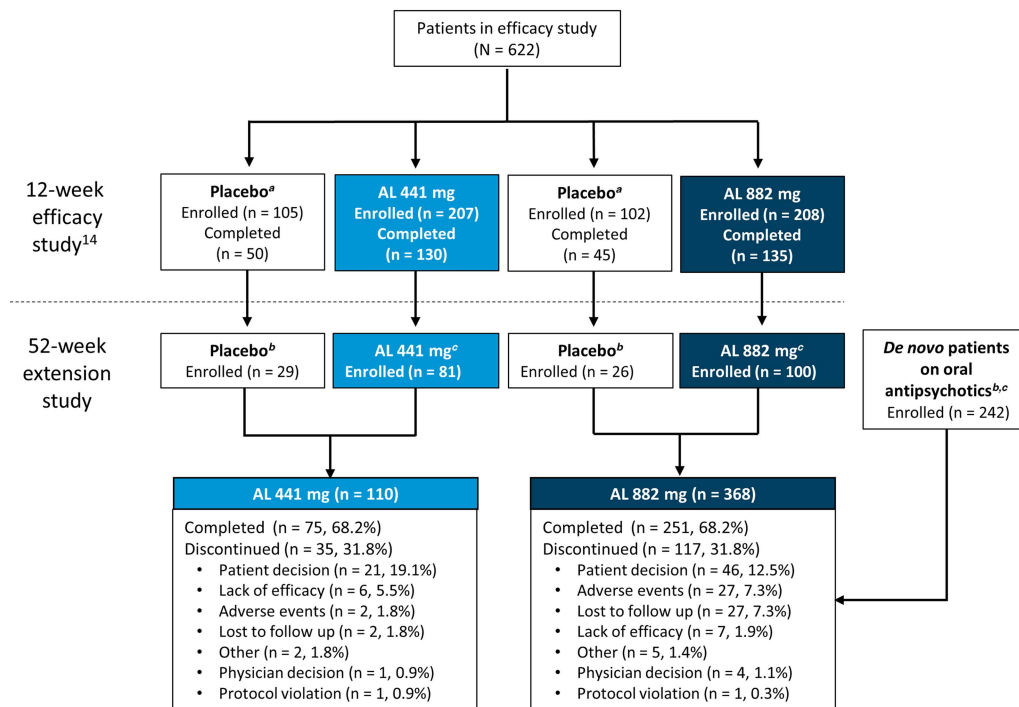 Patients in efficacy study
(N = 622)
12-week
efficacy
study14
Placeboa
Enrolled (n = 105)
Completed
(n = 50)
AL 441 mg
Enrolled (n = 207)
Completed
(n = 130)
Placeboa
Enrolled (n = 102)
Completed
(n = 45)
AL 882 mg
Enrolled (n = 208)
Completed
(n = 135)
52-week
extension
study
Placebob
Enrolled (n = 29)
AL 441 mgc
Enrolled (n = 81)
Placebob
Enrolled (n = 26)
AL 882 mgc
Enrolled (n = 100)
De novo patients
on oral
antipsychoticsb,c
Enrolled (n = 242)
AL 441 mg (n = 110)
Completed (n = 75, 68.2%)
Discontinued (n = 35, 31.8%)
• Patient decision (n = 21, 19.1%)
• Lack of efficacy (n = 6, 5.5%)
• Adverse events (n = 2, 1.8%)
• Lost to follow up (n = 2, 1.8%)
• Other (n = 2, 1.8%)
• Physician decision (n = 1, 0.9%)
• Protocol violation (n = 1, 0.9%)
AL 882 mg (n = 368)
Completed (n = 251, 68.2%)
Discontinued (n = 117, 31.8%)
• Patient decision (n = 46, 12.5%)
• Adverse events (n = 27, 7.3%)
• Lost to follow up (n = 27, 7.3%)
• Lack of efficacy (n = 7, 1.9%)
• Other (n = 5, 1.4%)
• Physician decision (n = 4, 1.1%)
• Protocol violation (n = 1, 0.3%)